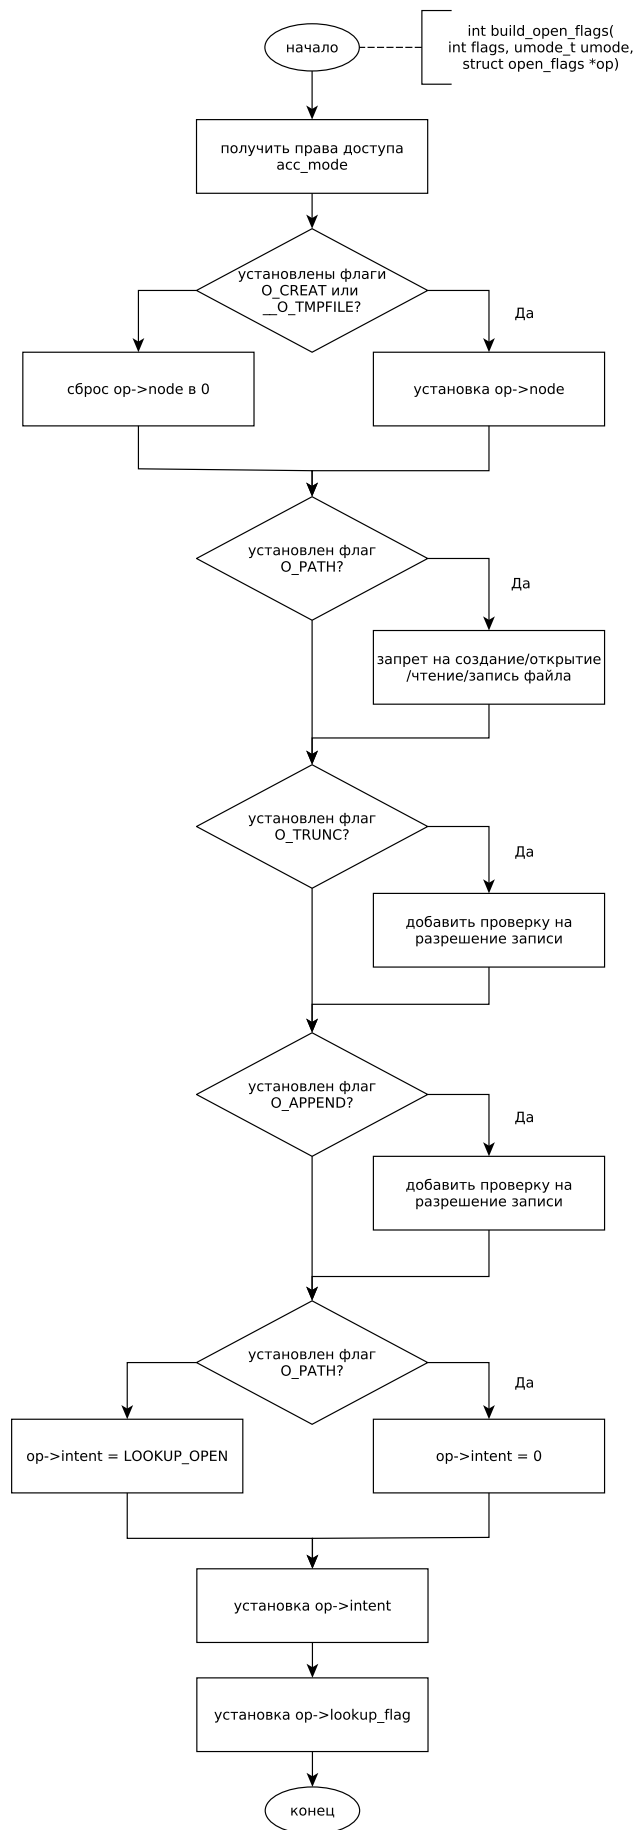 начало
int build_open_flags(
int flags, umode_t umode,
struct open_flags *op)
получить права доступа
acc_mode
установлены флаги
O_CREAT или
__O_TMPFILE?
Да
сброс op->node в 0
установка op->node
установлен флаг
O_PATH?
Да
запрет на создание/открытие
/чтение/запись файла
установлен флаг
O_TRUNC?
Да
добавить проверку на
разрешение записи
установлен флаг
O_APPEND?
Да
добавить проверку на
разрешение записи
установлен флаг
O_PATH?
Да
op->intent = LOOKUP_OPEN
op->intent = 0
установка op->intent
установка op->lookup_flag
конец